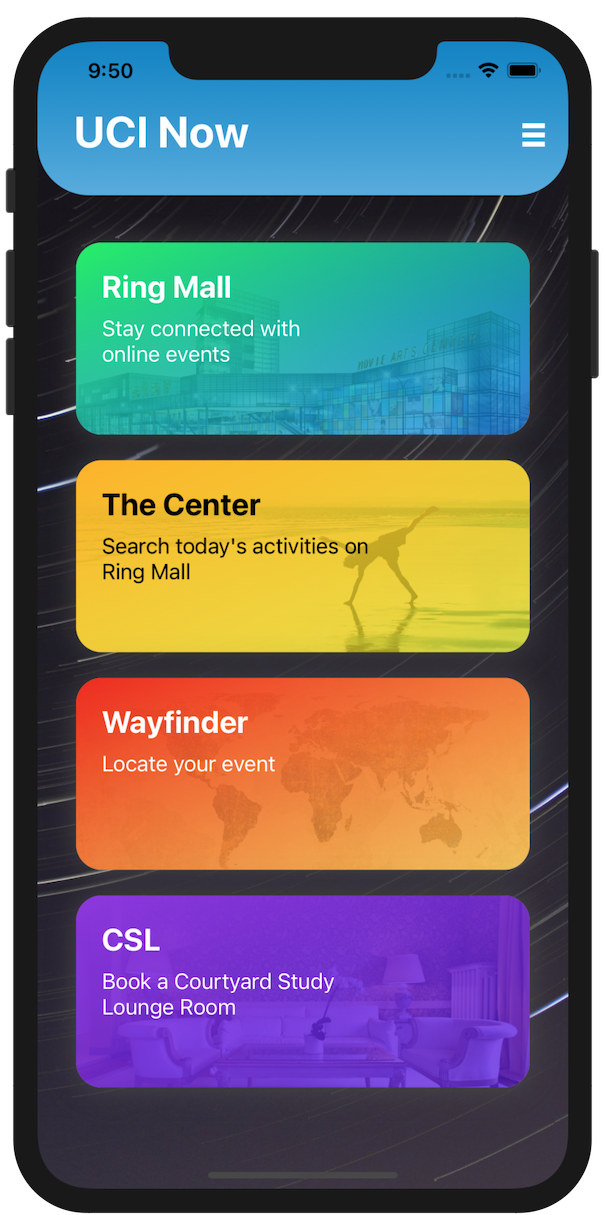 9:50
UCI Now
Ring Mall
Stay connected with
online events
The Center
Search today's activities on
Ring Mall
Wayfinder
Locate your event
CSL
Book a Courtyard Study
Lounge Room